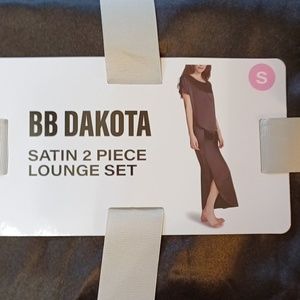 S
BB DAKOTA
SATIN 2 PIECE
LOUNGE SET